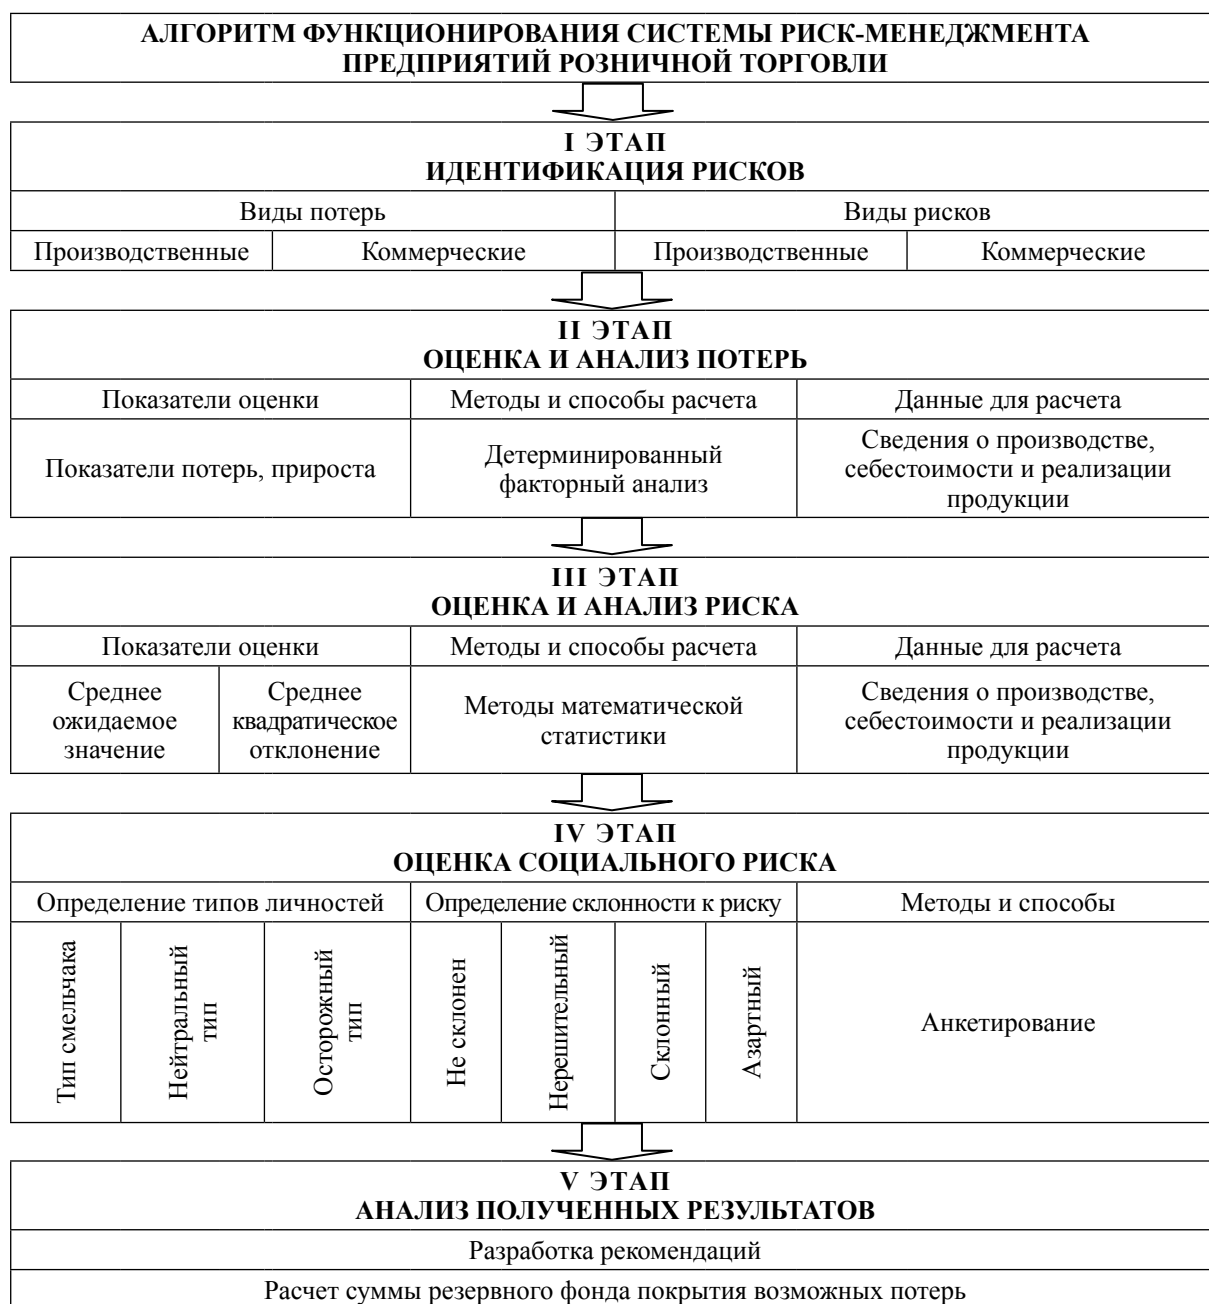 АЛГОРИТМ ФУНКЦИОНИРОВАНИЯ СИСТЕМЫ РИСК-МЕНЕДЖМЕНТА
ПРЕДПРИЯТИЙ РОЗНИЧНОЙ ТОРГОВЛИ
I ЭТАП
ИДЕНТИФИКАЦИЯ РИСКОВ
Виды потерь
Виды рисков
Производственные
Коммерческие
Производственные
Коммерческие
II ЭТАП
ОЦЕНКА И АНАЛИЗ ПОТЕРЬ
Показатели оценки
Методы и способы расчета
Данные для расчета
Показатели потерь, прироста
Детерминированный
факторный анализ
Сведения о производстве,
себестоимости и реализации
продукции
III ЭТАП
ОЦЕНКА И АНАЛИЗ РИСКА
Показатели оценки
Методы и способы расчета
Данные для расчета
Среднее
ожидаемое
значение
Среднее
квадратическое
отклонение
Методы математической
статистики
Сведения о производстве,
себестоимости и реализации
продукции
IV ЭТАП
ОЦЕНКА СОЦИАЛЬНОГО РИСКА
Определение типов личностей
Определение склонности к риску
Методы и способы
Тип смельчака
Нейтральный
тип
Осторожный
тип
Не склонен
Нерешительный
Склонный
Азартный
Анкетирование
V ЭТАП
АНАЛИЗ ПОЛУЧЕННЫХ РЕЗУЛЬТАТОВ
Разработка рекомендаций
Расчет суммы резервного фонда покрытия возможных потерь